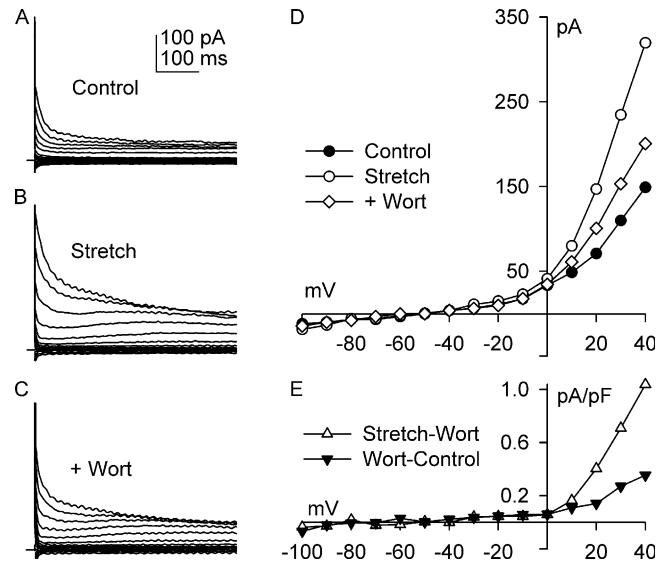 A
100 pA
100 ms
Control
B
Stretch
C
+ Wort
D
pA
350
250
150
50
Control
Stretch
+ Wort
mV
-80 -60 -40 -20 20 40
E
pA/pF
1.0
0.6
0.2
Stretch-Wort
Wort-Control
mV
-100 -80 -60 -40 -20 0 20 40